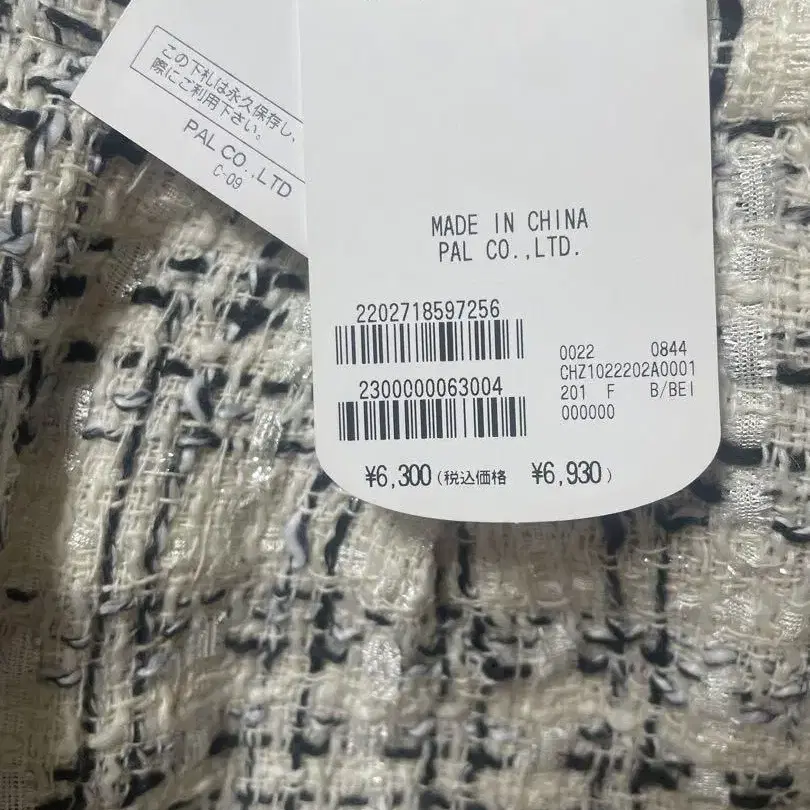 この下札は永久保存し、
際にご利用下さい。
PAL CO.,LTD
C-09
MADE IN CHINA
PAL CO.,LTD.
2202718597256
2300000063004
0022 0844
CHZ1022202A0001
201 F B/BEI
000000
¥6,300(税込価格 ¥6,930)